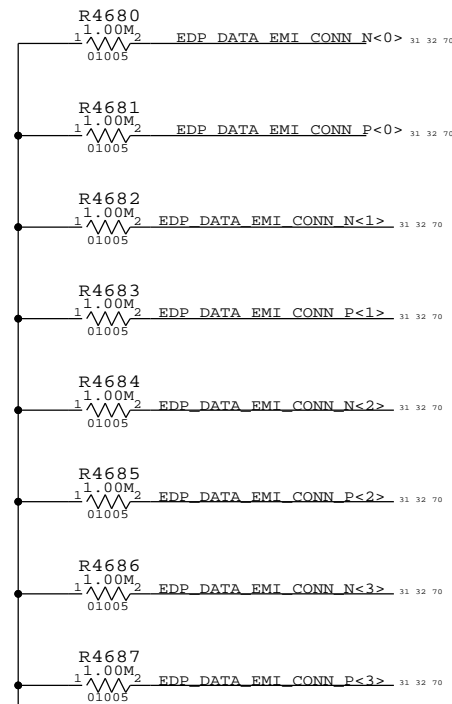 R4680
1.00M
1 2 EDP_DATA_EMI_CONN_N<0> 31 32 70
01005
R4681
1.00M
1 2 EDP_DATA_EMI_CONN_P<0> 31 32 70
01005
R4682
1.00M
1 2 EDP_DATA_EMI_CONN_N<1> 31 32 70
01005
R4683
1.00M
1 2 EDP_DATA_EMI_CONN_P<1> 31 32 70
01005
R4684
1.00M
1 2 EDP_DATA_EMI_CONN_N<2> 31 32 70
01005
R4685
1.00M
1 2 EDP_DATA_EMI_CONN_P<2> 31 32 70
01005
R4686
1.00M
1 2 EDP_DATA_EMI_CONN_N<3> 31 32 70
01005
R4687
1.00M
1 2 EDP_DATA_EMI_CONN_P<3> 31 32 70
01005